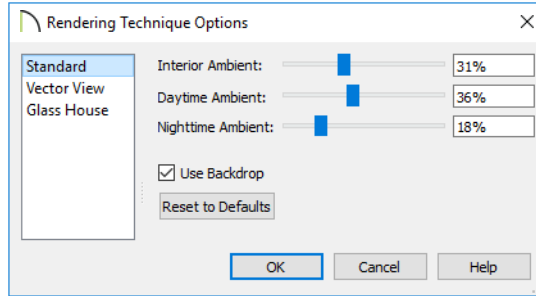 Rendering Technique Options
Standard
Vector View
Glass House
Interior Ambient: 31%
Daytime Ambient: 36%
Nighttime Ambient: 18%
Use Backdrop
Reset to Defaults
OK Cancel Help